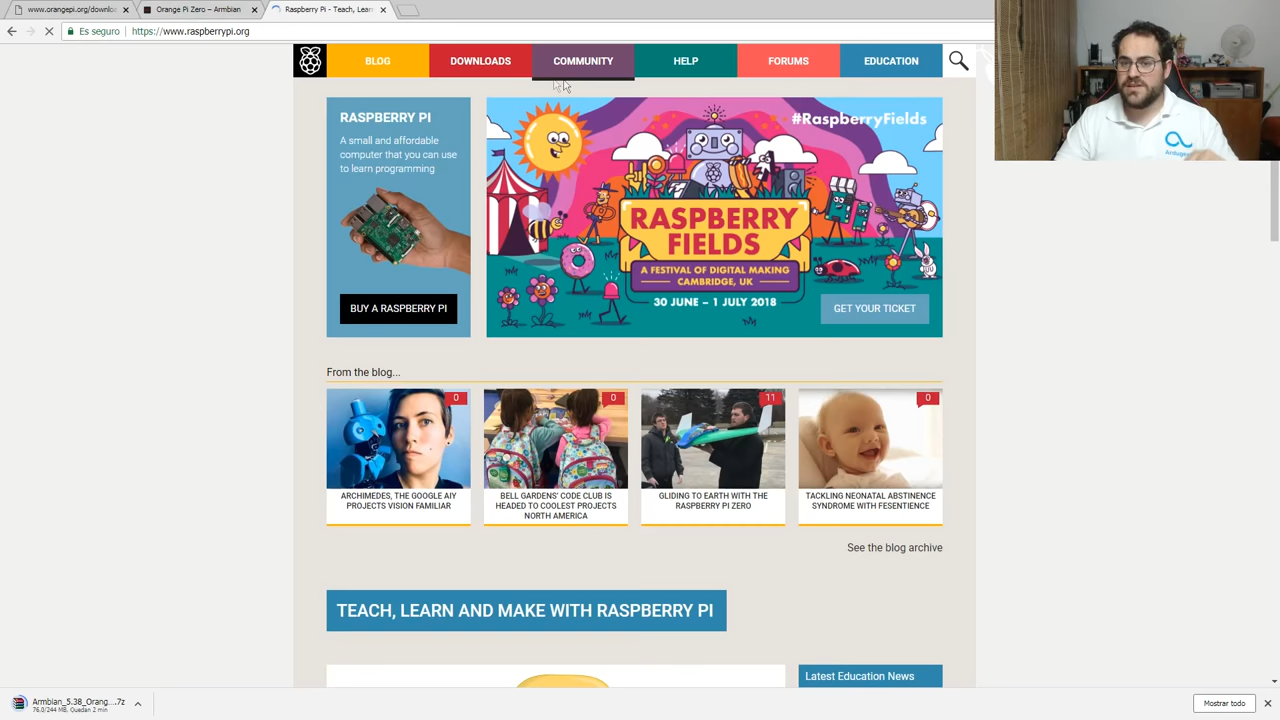 www.orangepi.org/downlo
Orange Pi Zero – Armbian
Raspberry Pi - Teach, Lear
Es seguro
https://www.raspberrypi.org
BLOG
DOWNLOADS
COMMUNITY
HELP
FORUMS
EDUCATION
RASPBERRY PI
A small and affordable
computer that you can use
to learn programming
BUY A RASPBERRY PI
#RaspberryFields
RASPBERRY
FIELDS
A FESTIVAL OF DIGITAL MAKING
CAMBRIDGE, UK
30 JUNE – 1 JULY 2018
GET YOUR TICKET
From the blog...
0
0
11
0
ARCHIMEDES, THE GOOGLE AIY
PROJECTS VISION FAMILIAR
BELL GARDENS' CODE CLUB IS
HEADED TO COOLEST PROJECTS
NORTH AMERICA
GLIDING TO EARTH WITH THE
RASPBERRY PI ZERO
TACKLING NEONATAL ABSTINENCE
SYNDROME WITH FESENTIENCE
See the blog archive
TEACH, LEARN AND MAKE WITH RASPBERRY PI
Latest Education News
Armbian_5.38_Orang....7z
76.0/244 MB, Quedan 2 min
Mostrar todo